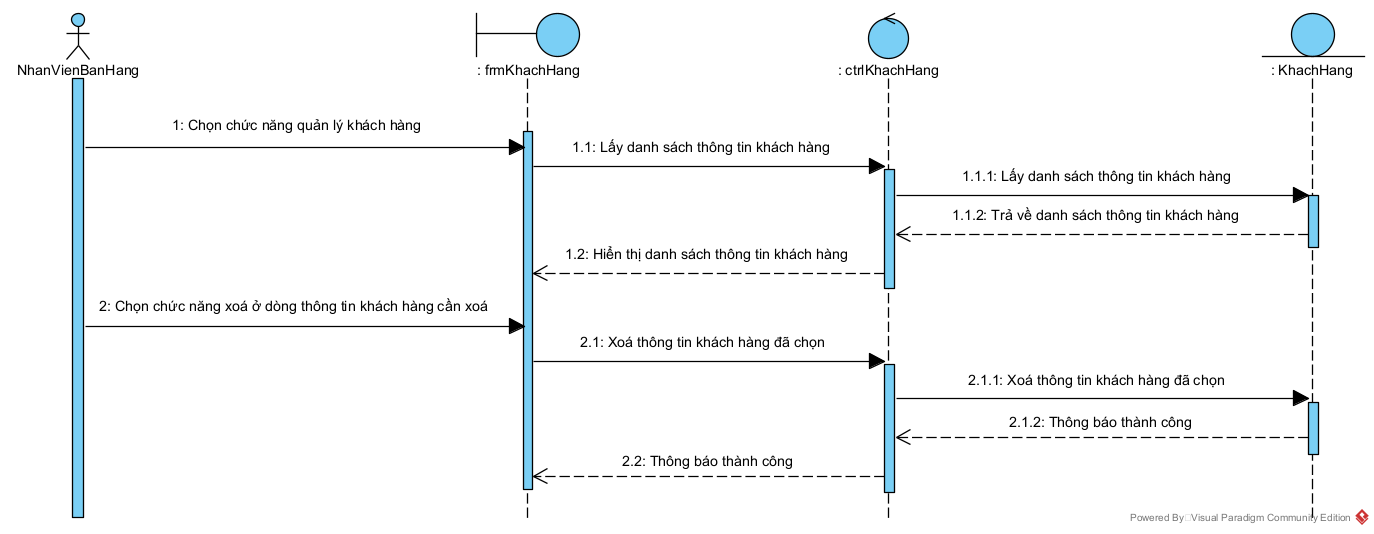 NhanVienBanHang
: frmKhachHang
: ctrlKhachHang
: KhachHang
1: Chọn chức năng quản lý khách hàng
1.1: Lấy danh sách thông tin khách hàng
1.1.1: Lấy danh sách thông tin khách hàng
1.1.2: Trả về danh sách thông tin khách hàng
1.2: Hiển thị danh sách thông tin khách hàng
2: Chọn chức năng xoá ở dòng thông tin khách hàng cần xoá
2.1: Xoá thông tin khách hàng đã chọn
2.1.1: Xoá thông tin khách hàng đã chọn
2.1.2: Thông báo thành công
2.2: Thông báo thành công
Powered By Visual Paradigm Community Edition